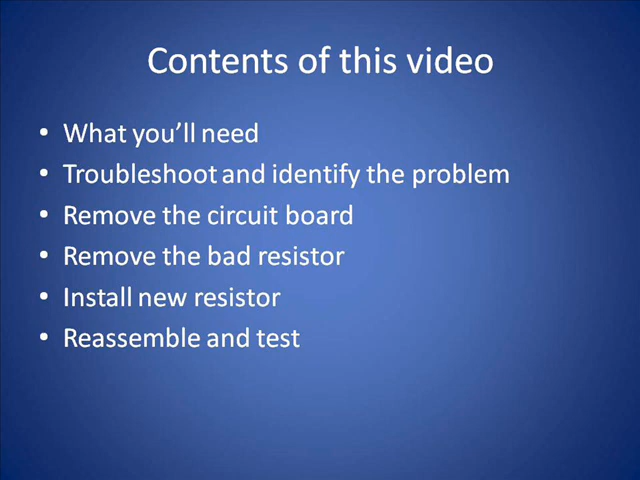 Contents of this video
• What you'll need
• Troubleshoot and identify the problem
• Remove the circuit board
• Remove the bad resistor
• Install new resistor
• Reassemble and test